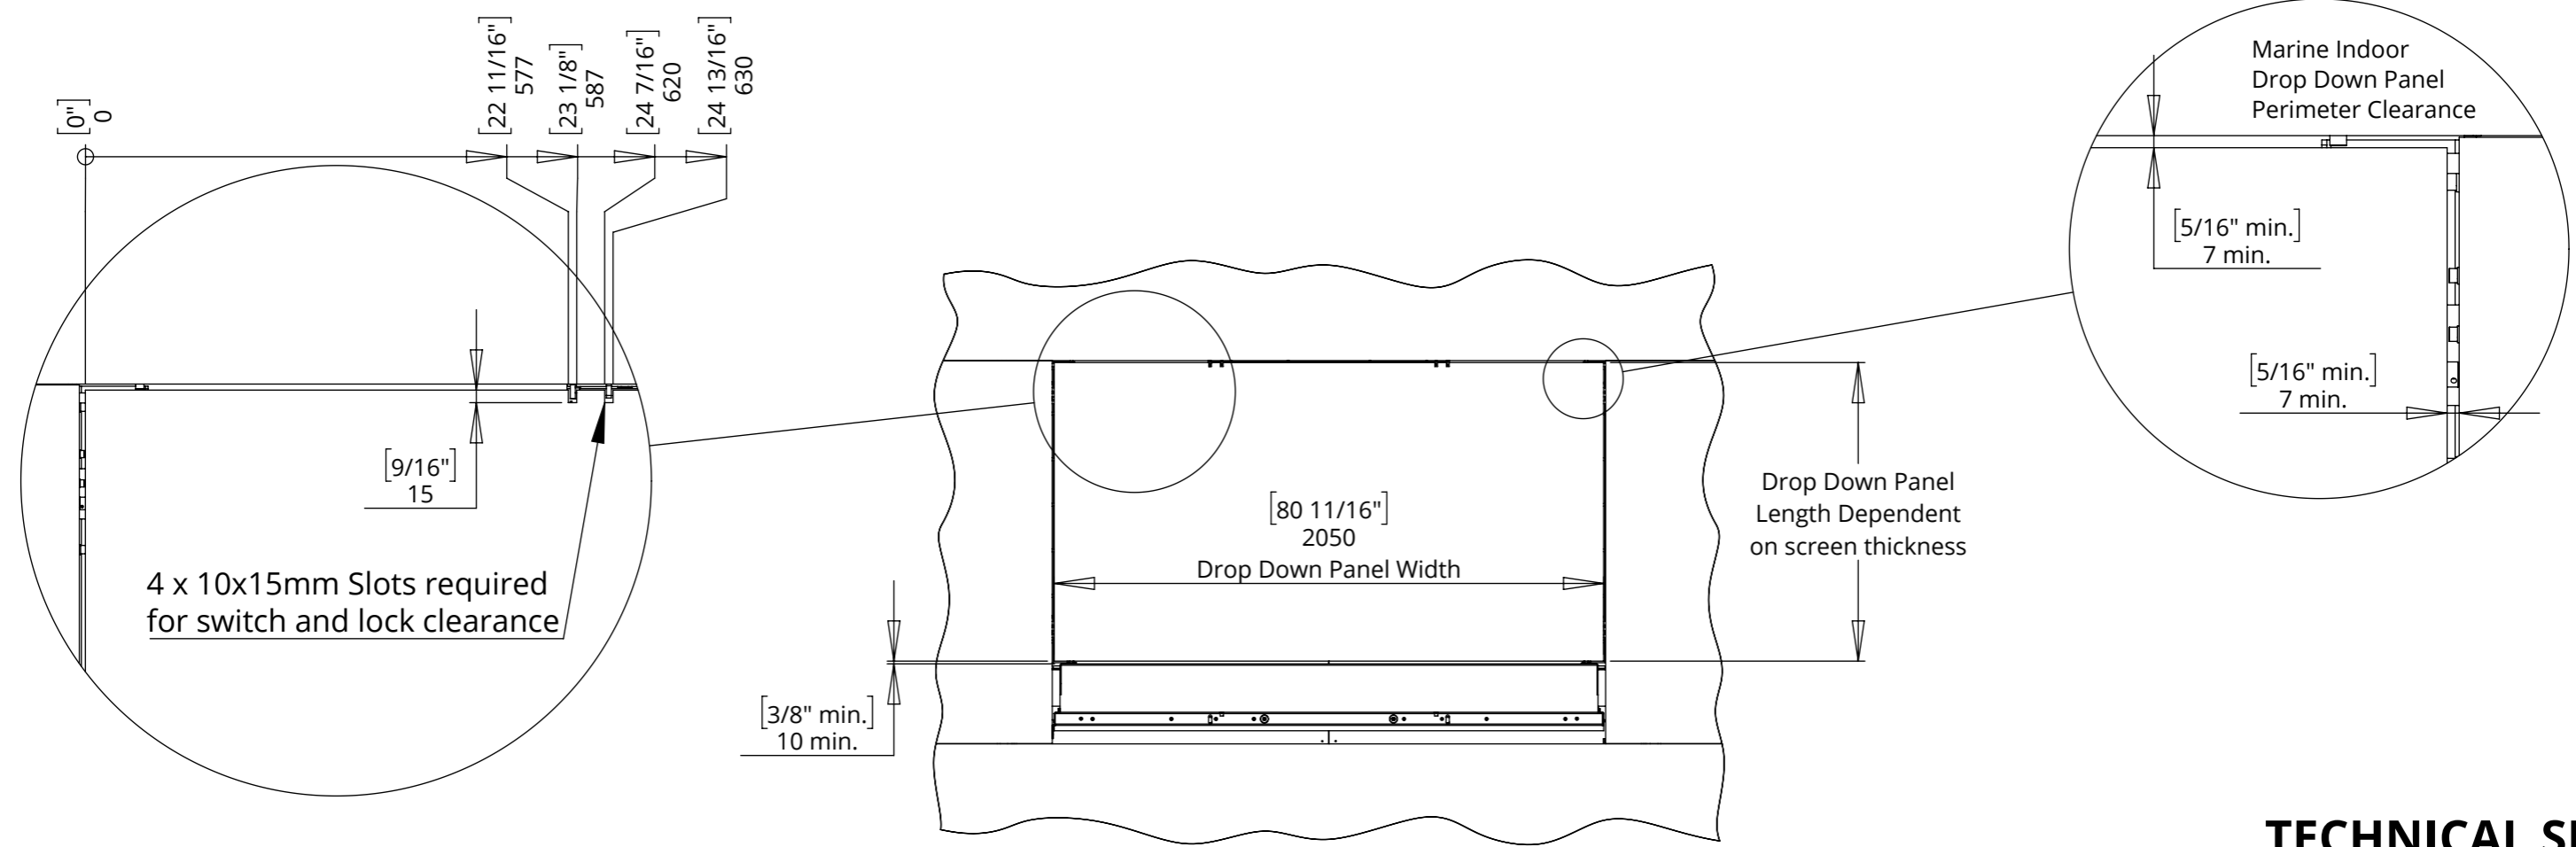 [0"]
0
[22 11/16"]
577
[23 1/8"]
587
[24 7/16"]
620
[24 13/16"]
630
[9/16"]
15
4 x 10x15mm Slots required
for switch and lock clearance
[80 11/16"]
2050
Drop Down Panel Width
[3/8" min.]
10 min.
Drop Down Panel
Length Dependent
on screen thickness
Marine Indoor
Drop Down Panel
Perimeter Clearance
[5/16" min.]
7 min.
[5/16" min.]
7 min.
TECHNICAL